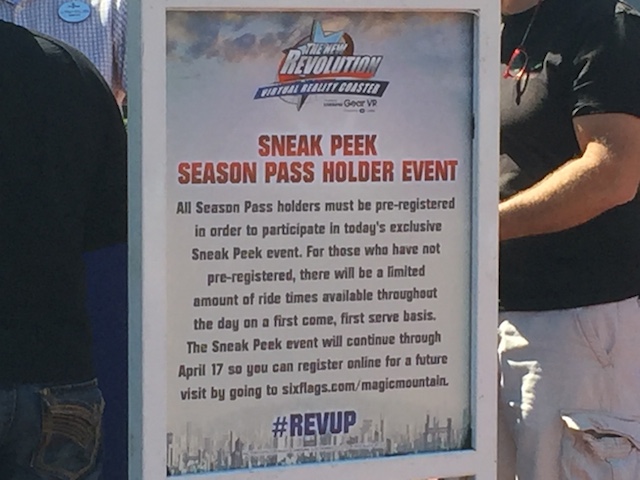 THE NEW
REVOLUTION
VIRTUAL REALITY COASTER
Gear VR
SNEAK PEEK
SEASON PASS HOLDER EVENT
All Season Pass holders must be pre-registered
in order to participate in today's exclusive
Sneak Peek event. For those who have not
pre-registered, there will be a limited
amount of ride times available throughout
the day on a first come, first serve basis.
The Sneak Peek event will continue through
April 17 so you can register online for a future
visit by going to sixflags.com/magicmountain.
#REVUP